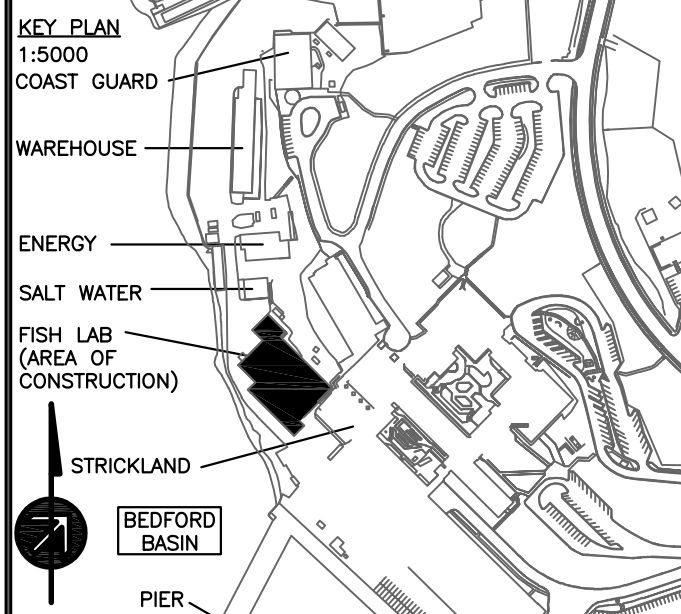 KEY PLAN
1:5000
COAST GUARD
WAREHOUSE
ENERGY
SALT WATER
FISH LAB
(AREA OF
CONSTRUCTION)
STRICKLAND
BEDFORD
BASIN
PIER